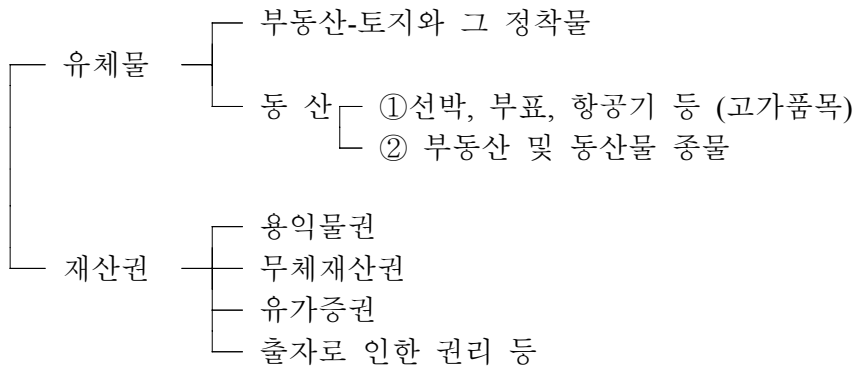 부동산-토지와 그 정착물
유체물
동 산 ①선박, 부표, 항공기 등 (고가품목)
② 부동산 및 동산물 종물
용익물권
재산권 무체재산권
유가증권
출자로 인한 권리 등